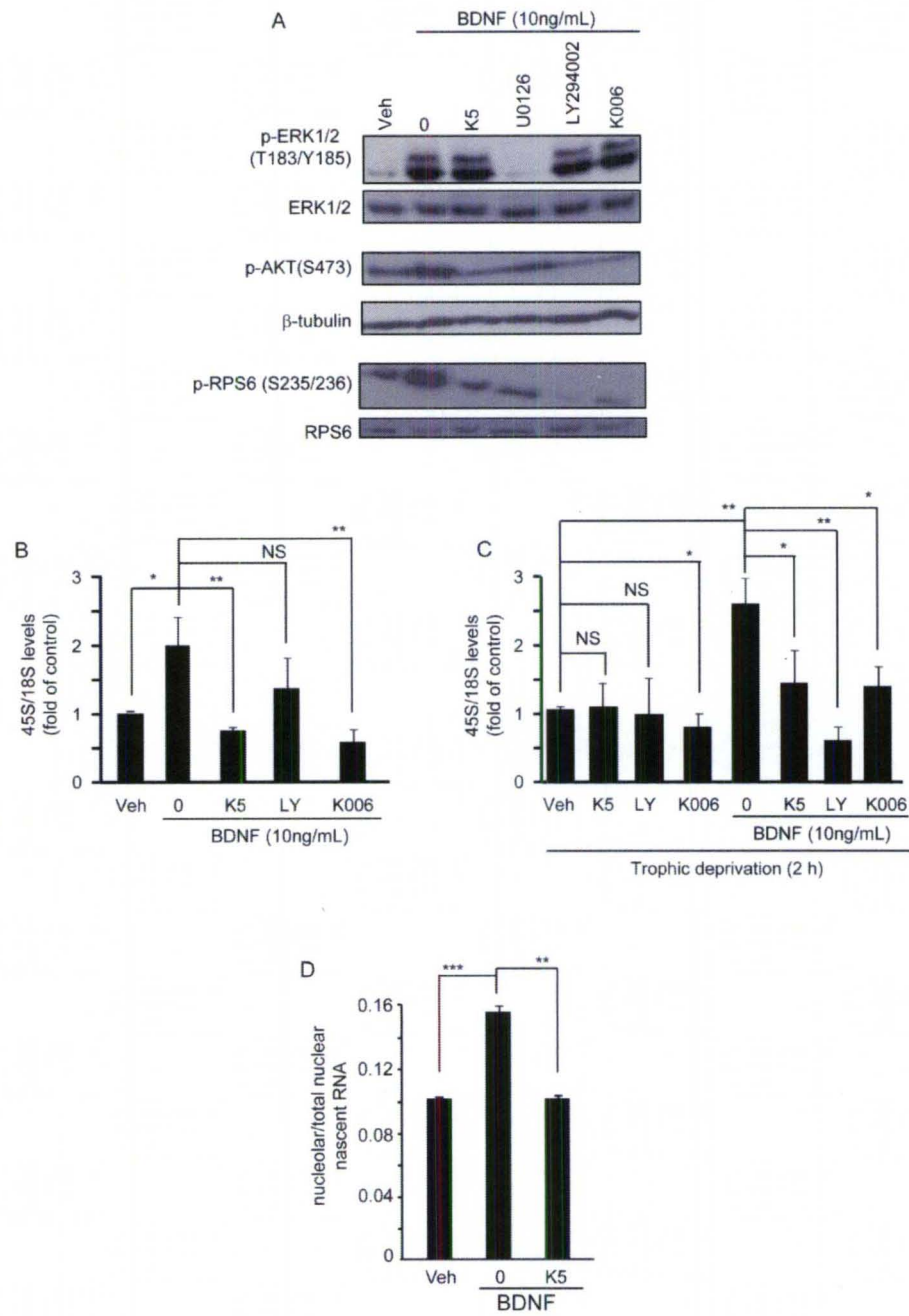 A
BDNF (10ng/mL)
Veh
0
K5
U0126
LY294002
K006
p-ERK1/2
(T183/Y185)
ERK1/2
p-AKT(S473)
β-tubulin
p-RPS6 (S235/236)
RPS6
B
** 
NS
* **
3
2
1
0
45S/18S levels
(fold of control)
Veh 0 K5 LY K006
BDNF (10ng/mL)
C
*
** **
* *
NS
NS
3
2
1
0
45S/18S levels
(fold of control)
Veh K5 LY K006 0 K5 LY K006
BDNF (10ng/mL)
Trophic deprivation (2 h)
D
*** **
0.16
0.12
0.08
0.04
0
nucleolar/total nuclear
nascent RNA
Veh 0 K5
BDNF